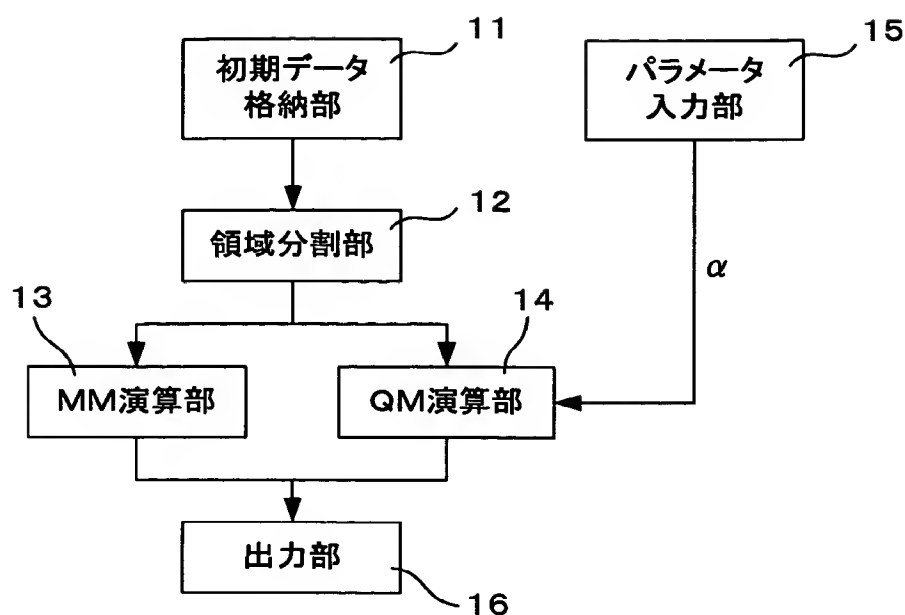 11
初期データ
格納部
15
パラメータ
入力部
12
領域分割部
α
13
MM演算部
14
QM演算部
出力部
16